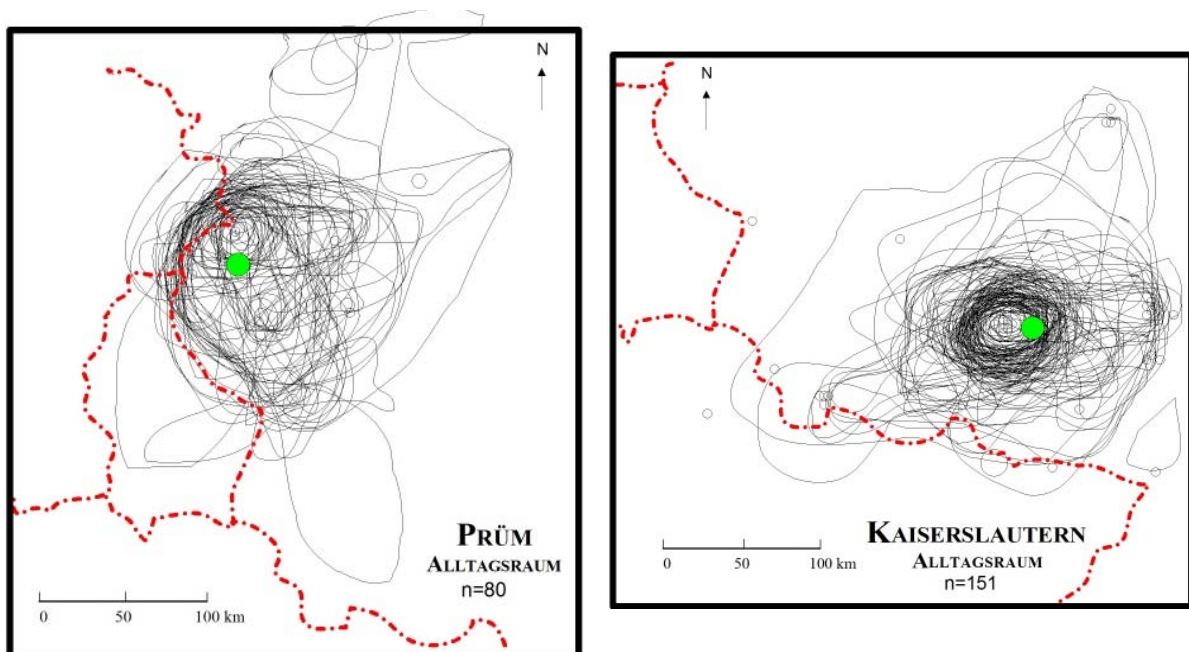 N
PRÜM
ALLTAGSRAUM
n=80
0 50 100 km
N
KAISERSLAUTERN
ALLTAGSRAUM
n=151
0 50 100 km